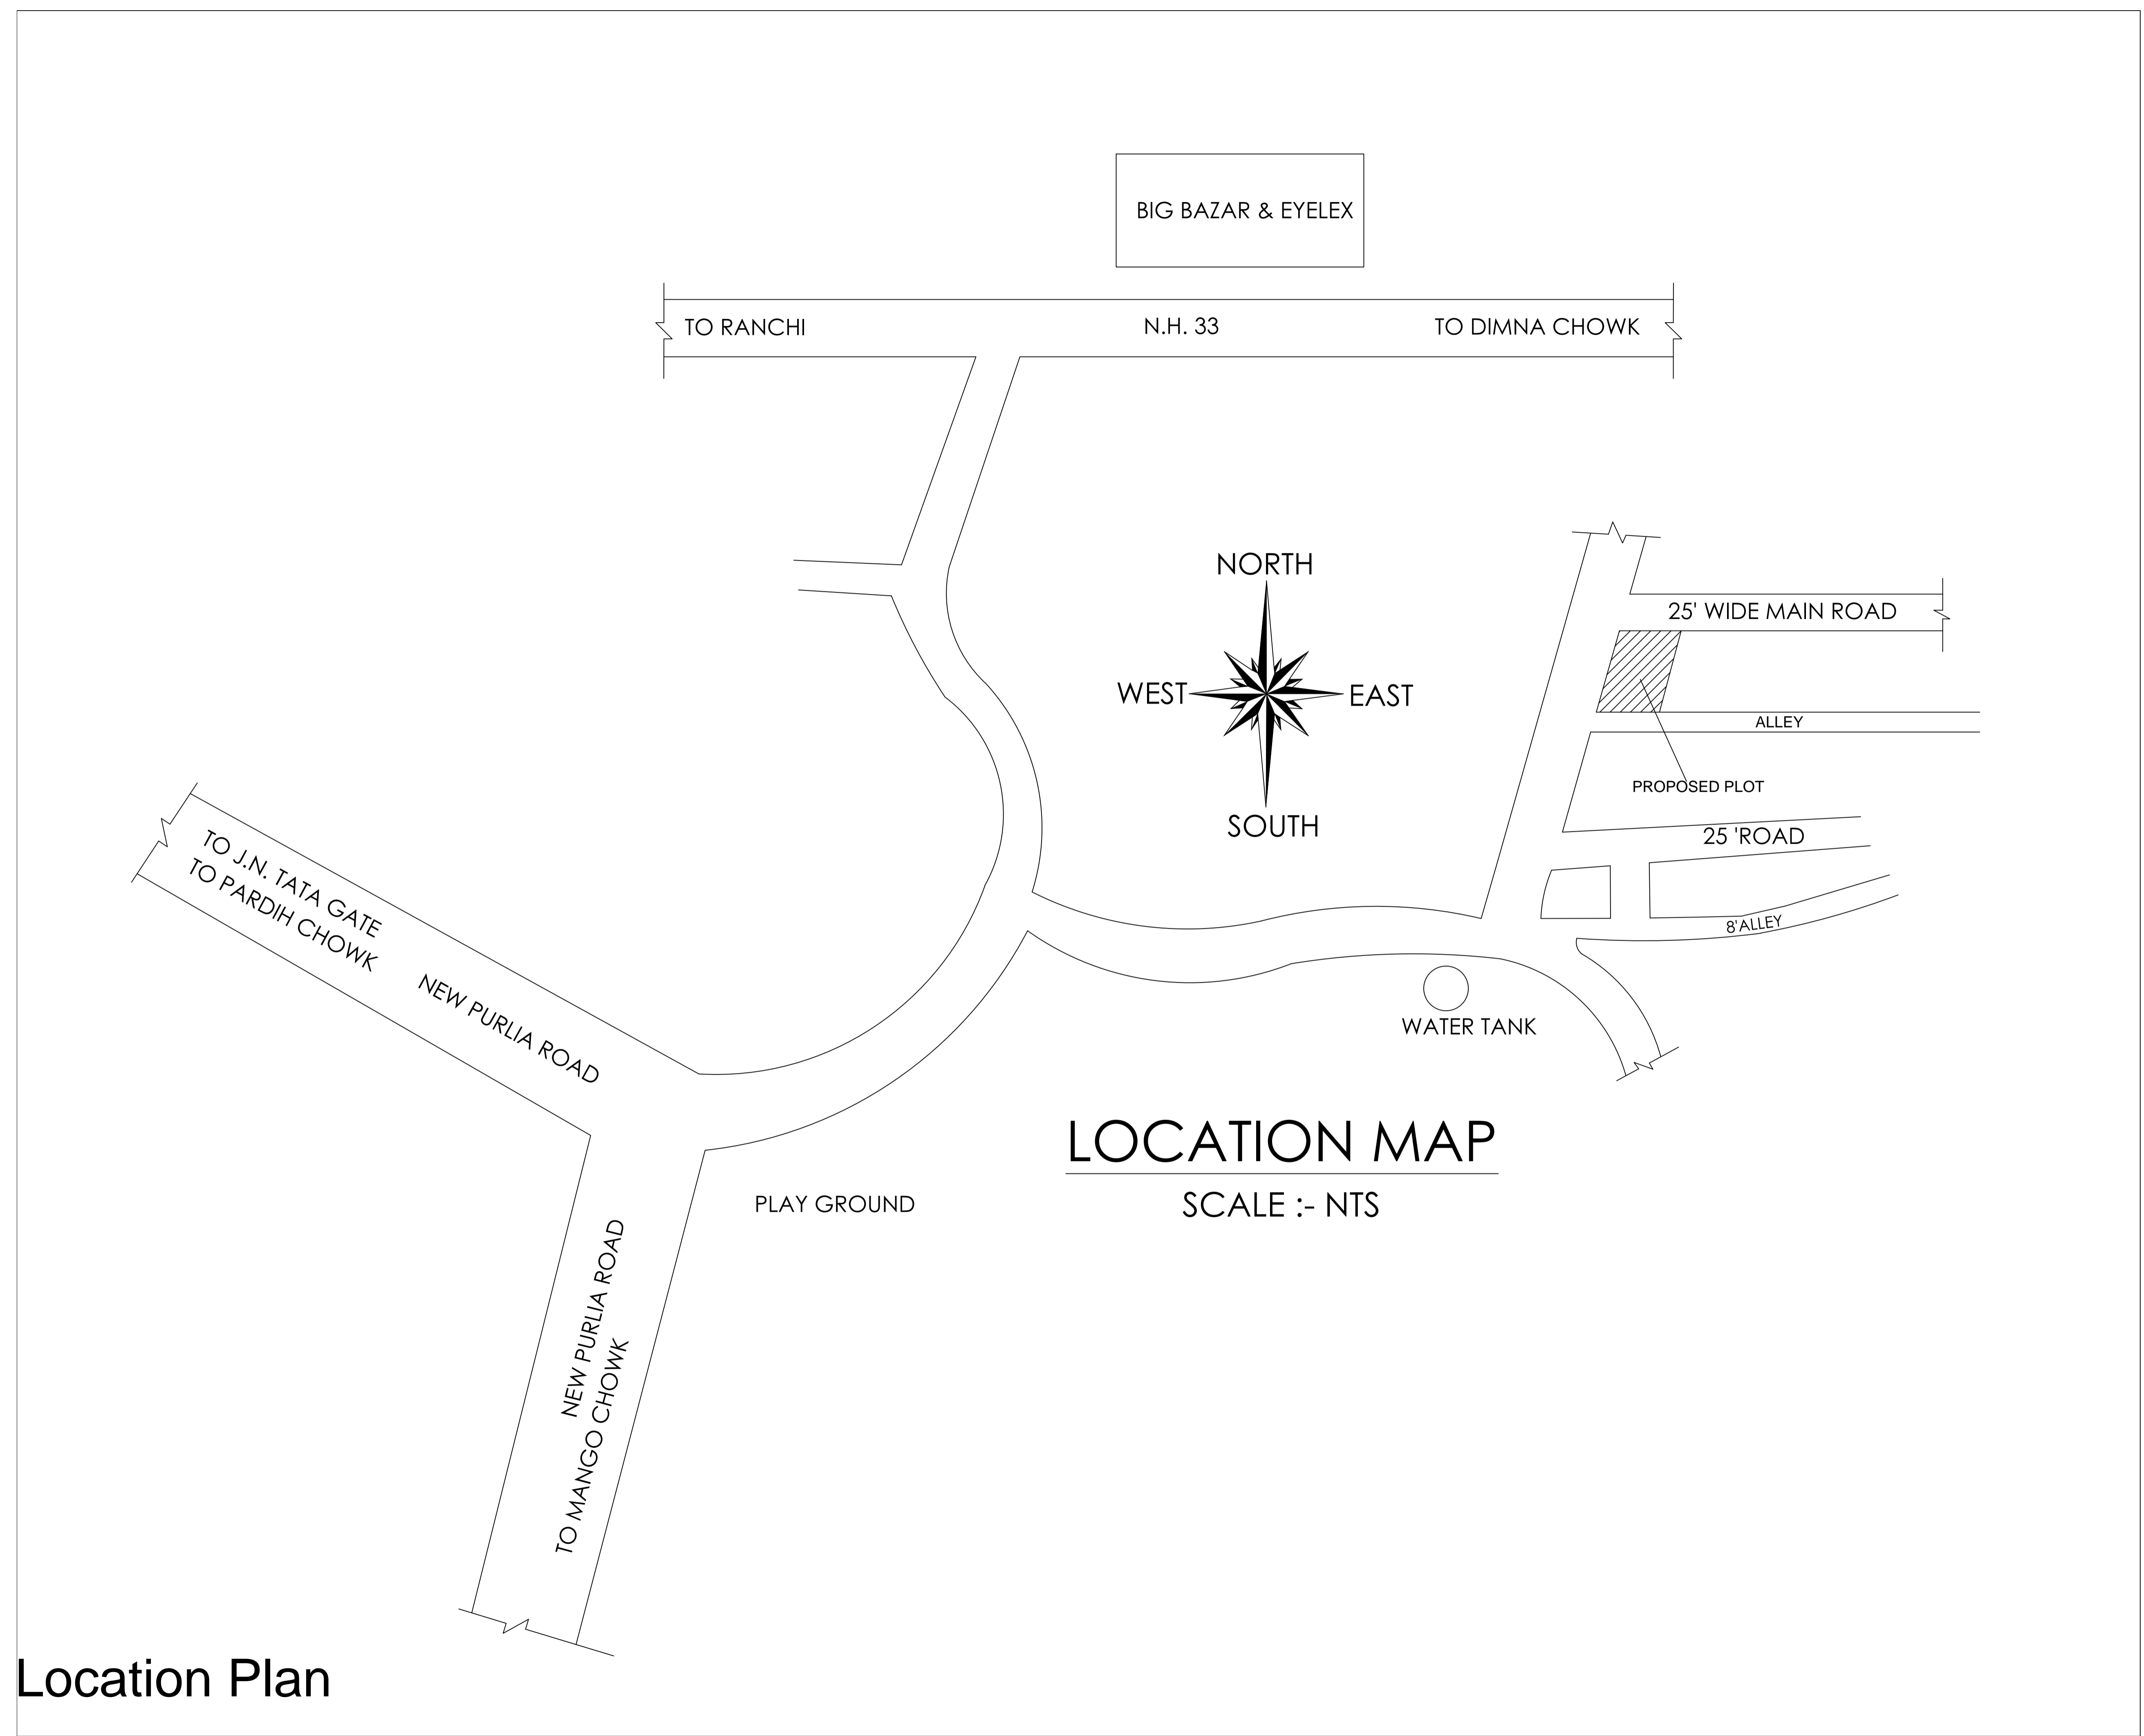 BIG BAZAR & EYELEX
TO RANCHI
N.H. 33
TO DIMNA CHOWK
NORTH
WEST
EAST
SOUTH
25' WIDE MAIN ROAD
ALLEY
PROPOSED PLOT
25 'ROAD
8'ALLEY
WATER TANK
TO J.N. TATA GATE
TO PARDIH CHOWK
NEW PURLIA ROAD
PLAY GROUND
NEW PURLIA ROAD
TO MANGO CHOWK
LOCATION MAP
SCALE :- NTS
Location Plan